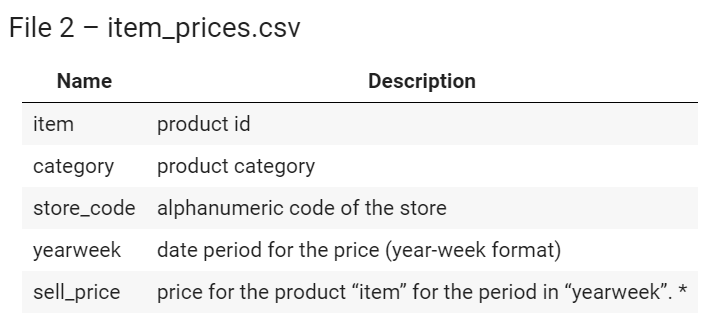 File 2 – item_prices.csv
Name Description
item product id
category product category
store_code alphanumeric code of the store
yearweek date period for the price (year-week format)
sell_price price for the product “item” for the period in “yearweek”. *